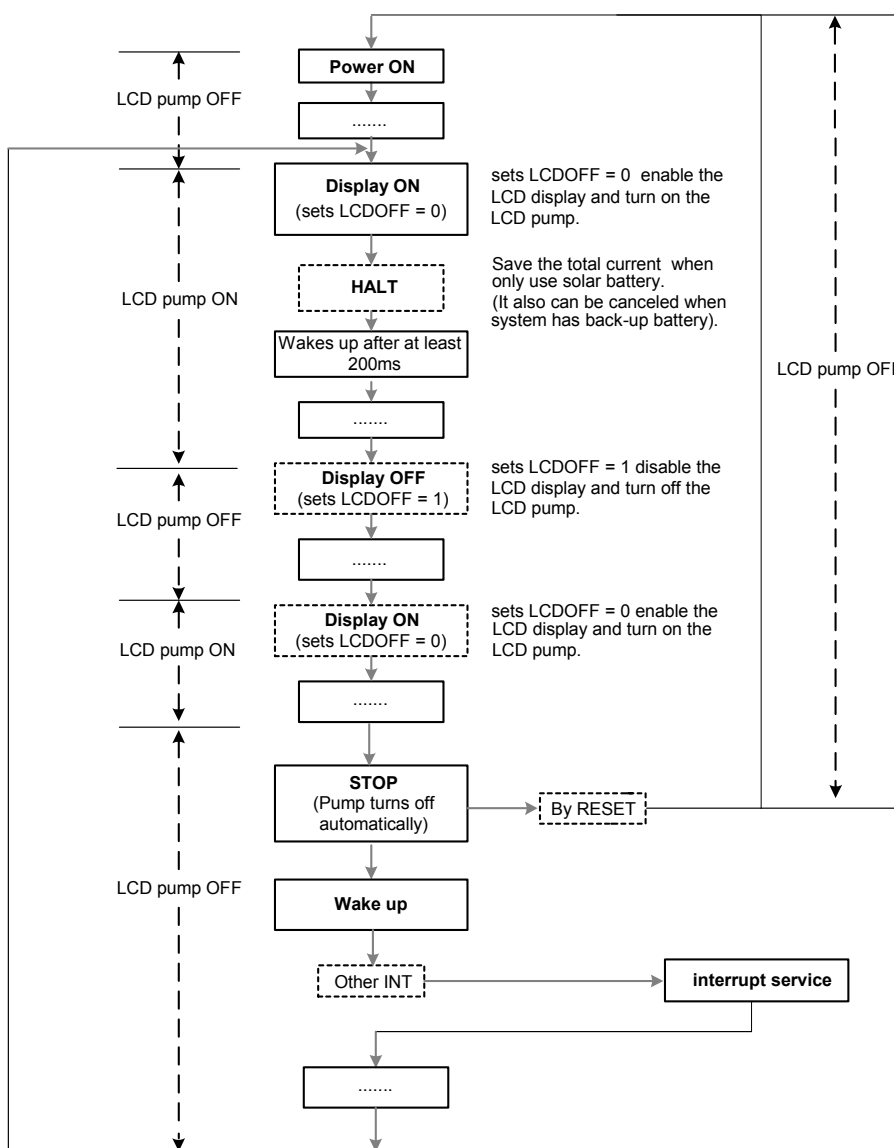 Power ON
LCD pump OFF
.......
Display ON
(sets LCDOFF = 0)
sets LCDOFF = 0 enable the
LCD display and turn on the
LCD pump.
LCD pump ON
HALT
Save the total current when
only use solar battery.
(It also can be canceled when
system has back-up battery).
Wakes up after at least
200ms
LCD pump OFF
.......
Display OFF
(sets LCDOFF = 1)
sets LCDOFF = 1 disable the
LCD display and turn off the
LCD pump.
LCD pump OFF
.......
Display ON
(sets LCDOFF = 0)
sets LCDOFF = 0 enable the
LCD display and turn on the
LCD pump.
LCD pump ON
.......
STOP
(Pump turns off
automatically)
By RESET
LCD pump OFF
Wake up
Other INT
interrupt service
.......